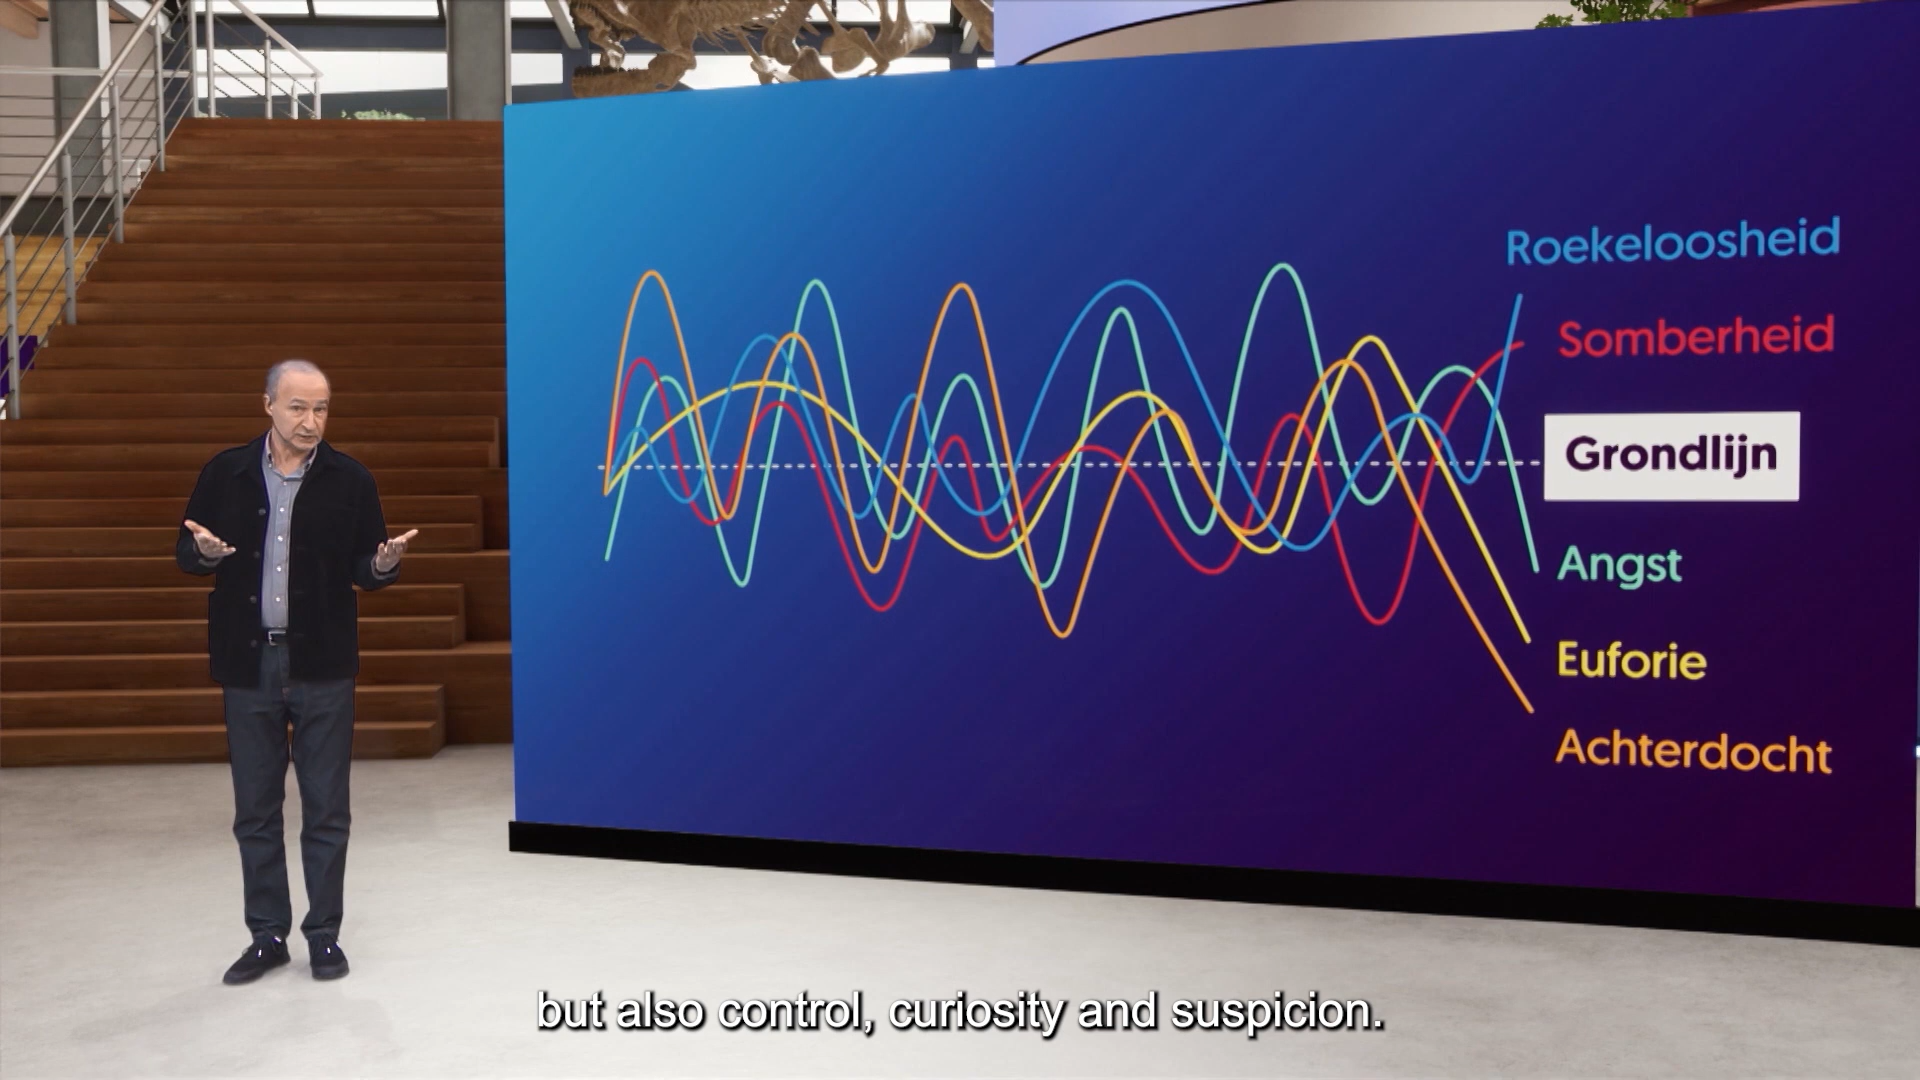 Roekeloosheid
Somberheid
Grondlijn
Angst
Euforie
Achterdocht
but also control, curiosity and suspicion.